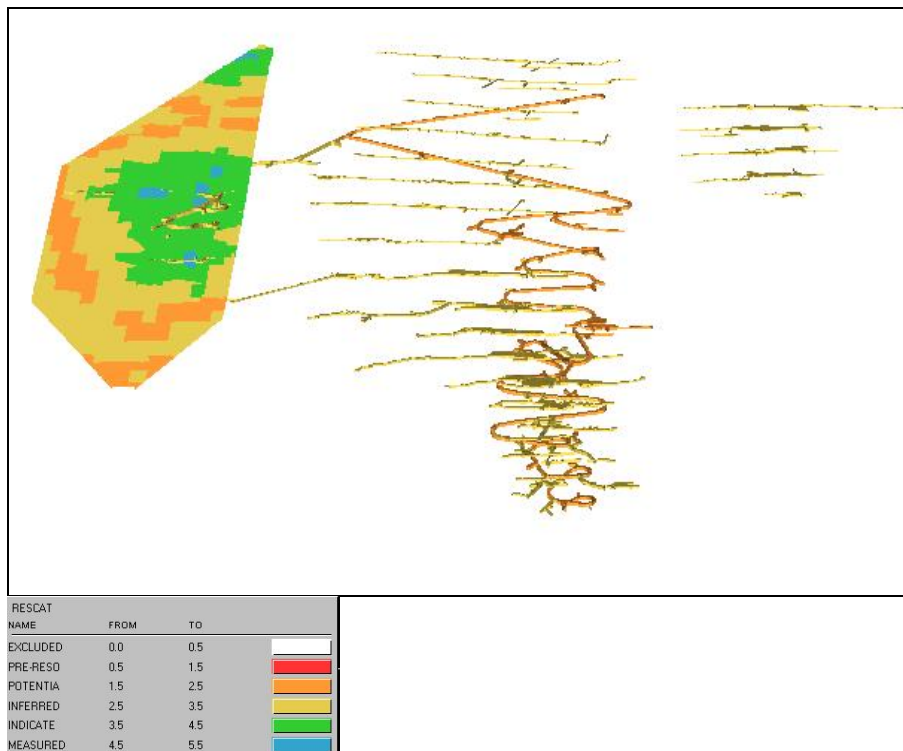 RESCAT
NAME FROM TO
EXCLUDED 0.0 0.5
PRE-RESO 0.5 1.5
POTENTIA 1.5 2.5
INFERRED 2.5 3.5
INDICATE 3.5 4.5
MEASURED 4.5 5.5